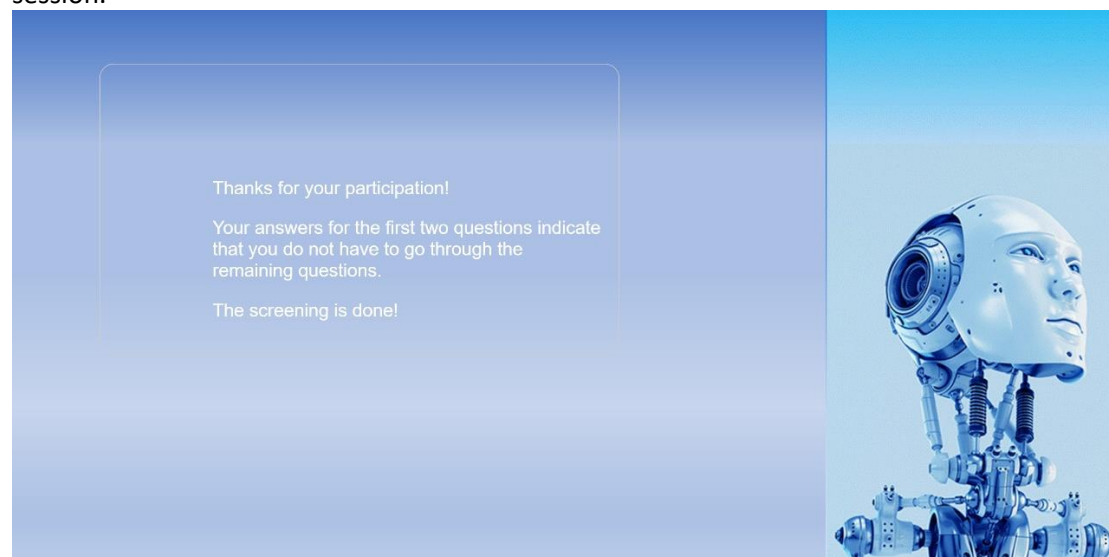 session.
Thanks for your participation!
Your answers for the first two questions indicate
that you do not have to go through the
remaining questions.
The screening is done!